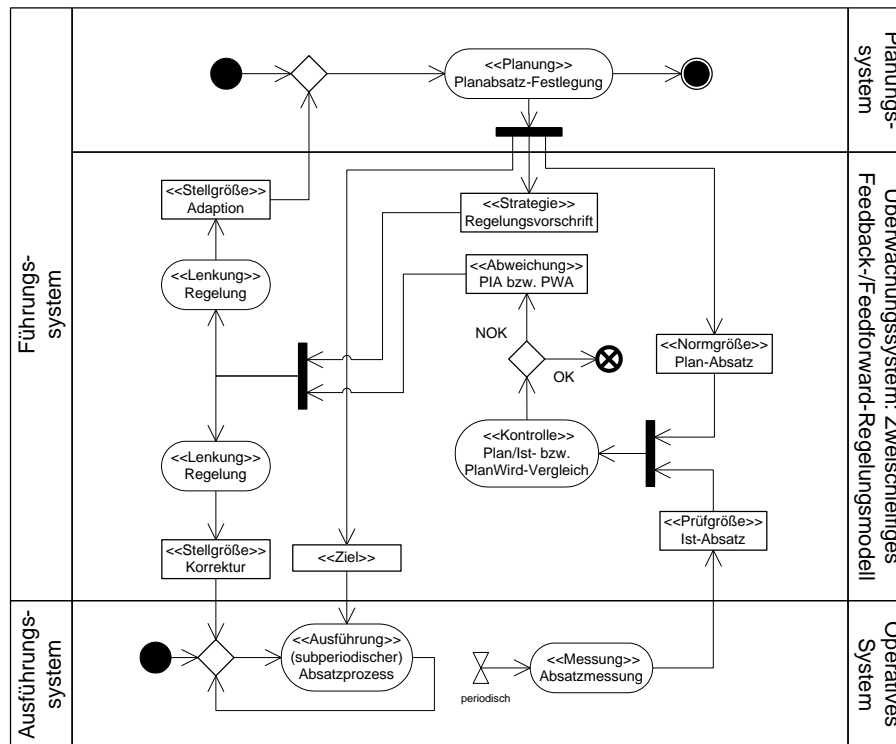 Planungs-
system
<<Planung>>
Planabsatz-Festlegung
Führungs-
system
Überwachungssystem: Zweischleifiges
Feedback-/Feedforward-Regelungsmodell
<<Stellgröße>>
Adaption
<<Strategie>>
Regelungsvorschrift
<<Lenkung>>
Regelung
<<Abweichung>>
PIA bzw. PWA
NOK
OK
<<Normgröße>>
Plan-Absatz
<<Lenkung>>
Regelung
<<Kontrolle>>
Plan/Ist- bzw.
PlanWird-Vergleich
<<Prüfgröße>>
Ist-Absatz
<<Stellgröße>>
Korrektur
<<Ziel>>
Ausführungs-
system
Operatives
System
<<Ausführung>>
(subperiodischer)
Absatzprozess
periodisch
<<Messung>>
Absatzmessung